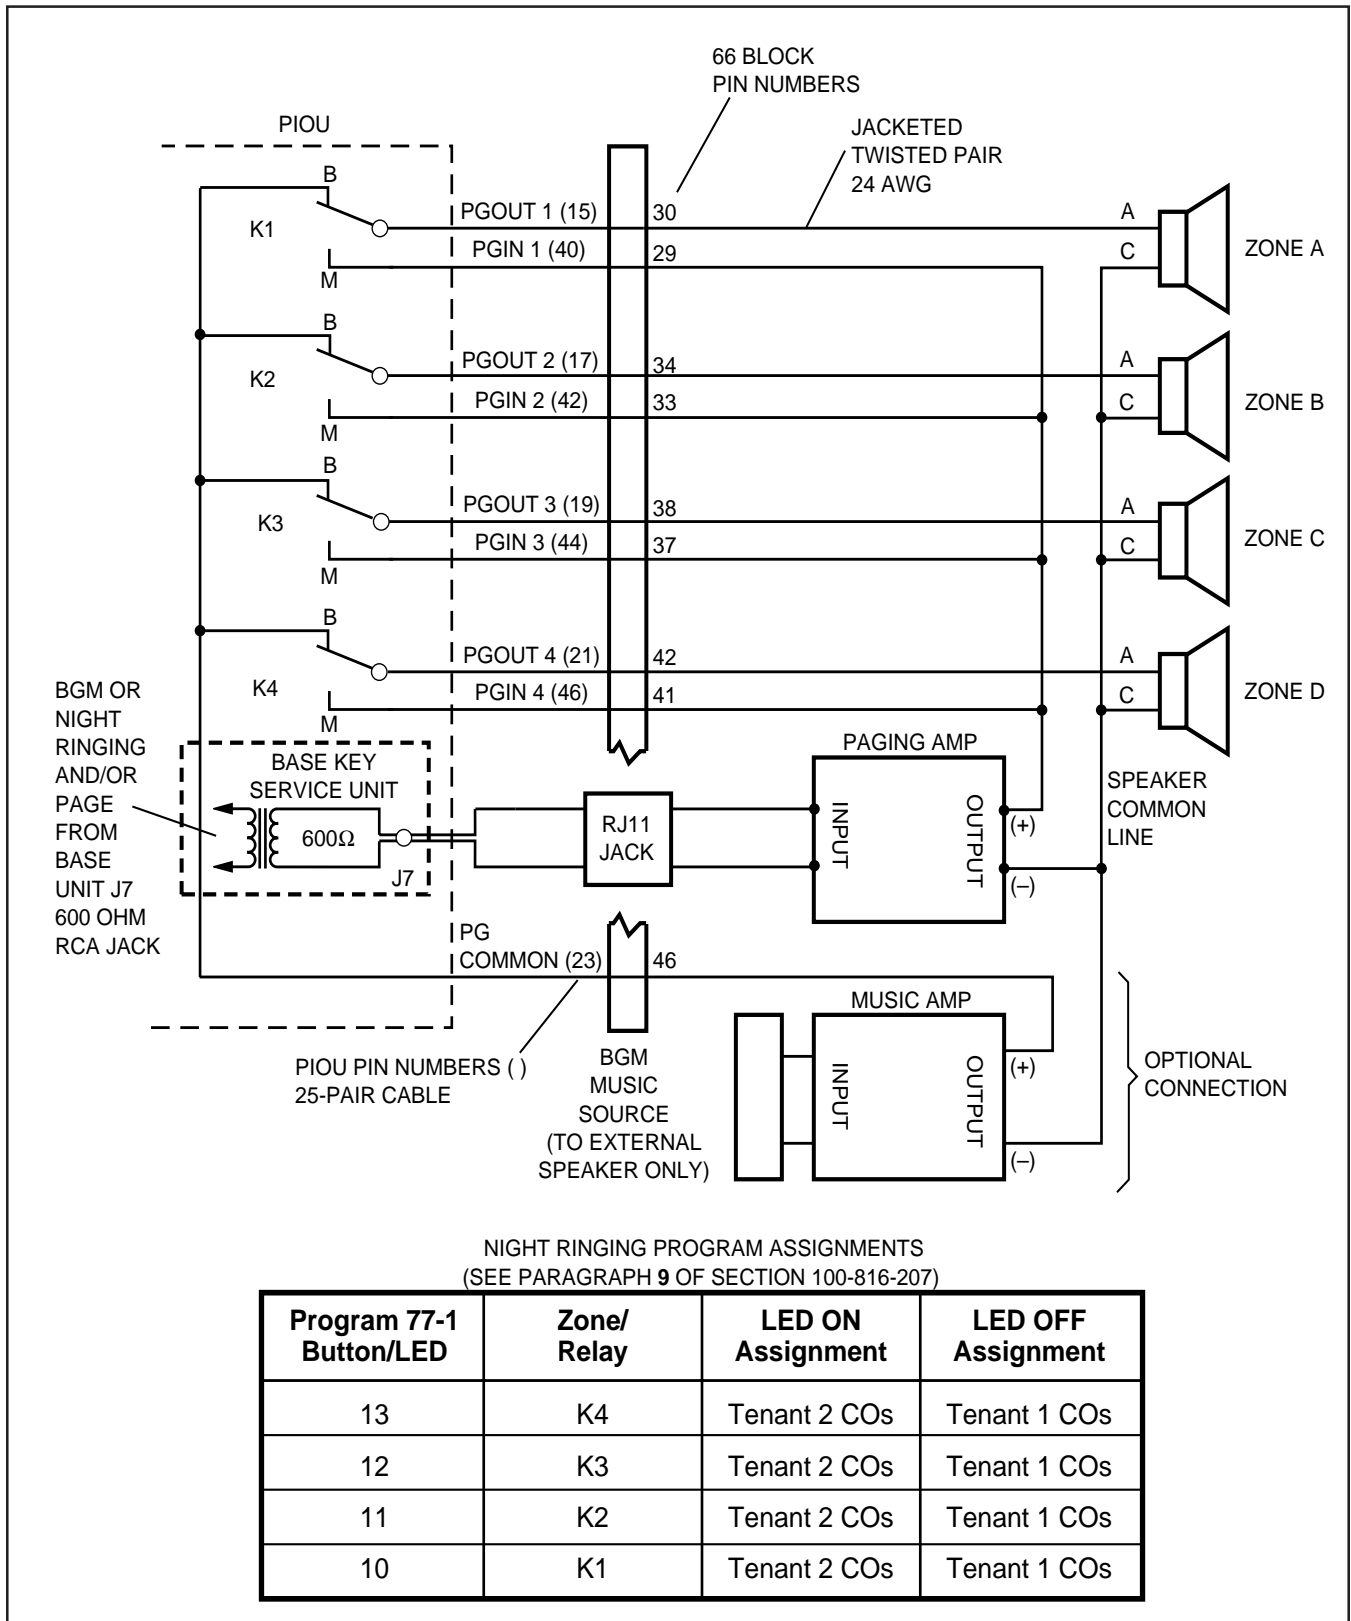 66 BLOCK
PIN NUMBERS
PIOU
JACKETED
TWISTED PAIR
24 AWG
B
K1
M
PGOUT 1 (15)
30
PGIN 1 (40)
29
A
C
ZONE A
B
K2
M
PGOUT 2 (17)
34
PGIN 2 (42)
33
A
C
ZONE B
B
K3
M
PGOUT 3 (19)
38
PGIN 3 (44)
37
A
C
ZONE C
B
K4
M
PGOUT 4 (21)
42
PGIN 4 (46)
41
A
C
ZONE D
BGM OR
NIGHT
RINGING
AND/OR
PAGE
FROM
BASE
UNIT J7
600 OHM
RCA JACK
BASE KEY
SERVICE UNIT
600Ω
J7
RJ11
JACK
PAGING AMP
INPUT
OUTPUT
(+)
(–)
SPEAKER
COMMON
LINE
PG
COMMON (23)
46
PIOU PIN NUMBERS ( )
25-PAIR CABLE
BGM
MUSIC
SOURCE
(TO EXTERNAL
SPEAKER ONLY)
MUSIC AMP
INPUT
OUTPUT
(+)
(–)
OPTIONAL
CONNECTION
NIGHT RINGING PROGRAM ASSIGNMENTS
(SEE PARAGRAPH 9 OF SECTION 100-816-207)
Program 77-1 Button/LED | Zone/ Relay | LED ON Assignment | LED OFF Assignment
13 | K4 | Tenant 2 COs | Tenant 1 COs
12 | K3 | Tenant 2 COs | Tenant 1 COs
11 | K2 | Tenant 2 COs | Tenant 1 COs
10 | K1 | Tenant 2 COs | Tenant 1 COs